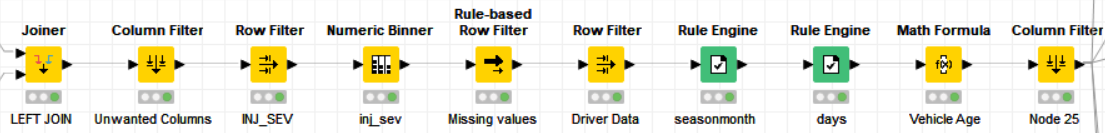 Joiner
Column Filter
Row Filter
Numeric Binner
Rule-based
Row Filter
Row Filter
Rule Engine
Rule Engine
Math Formula
Column Filter
f(x)
LEFT JOIN
Unwanted Columns
INJ_SEV
inj_sev
Missing values
Driver Data
seasonmonth
days
Vehicle Age
Node 25